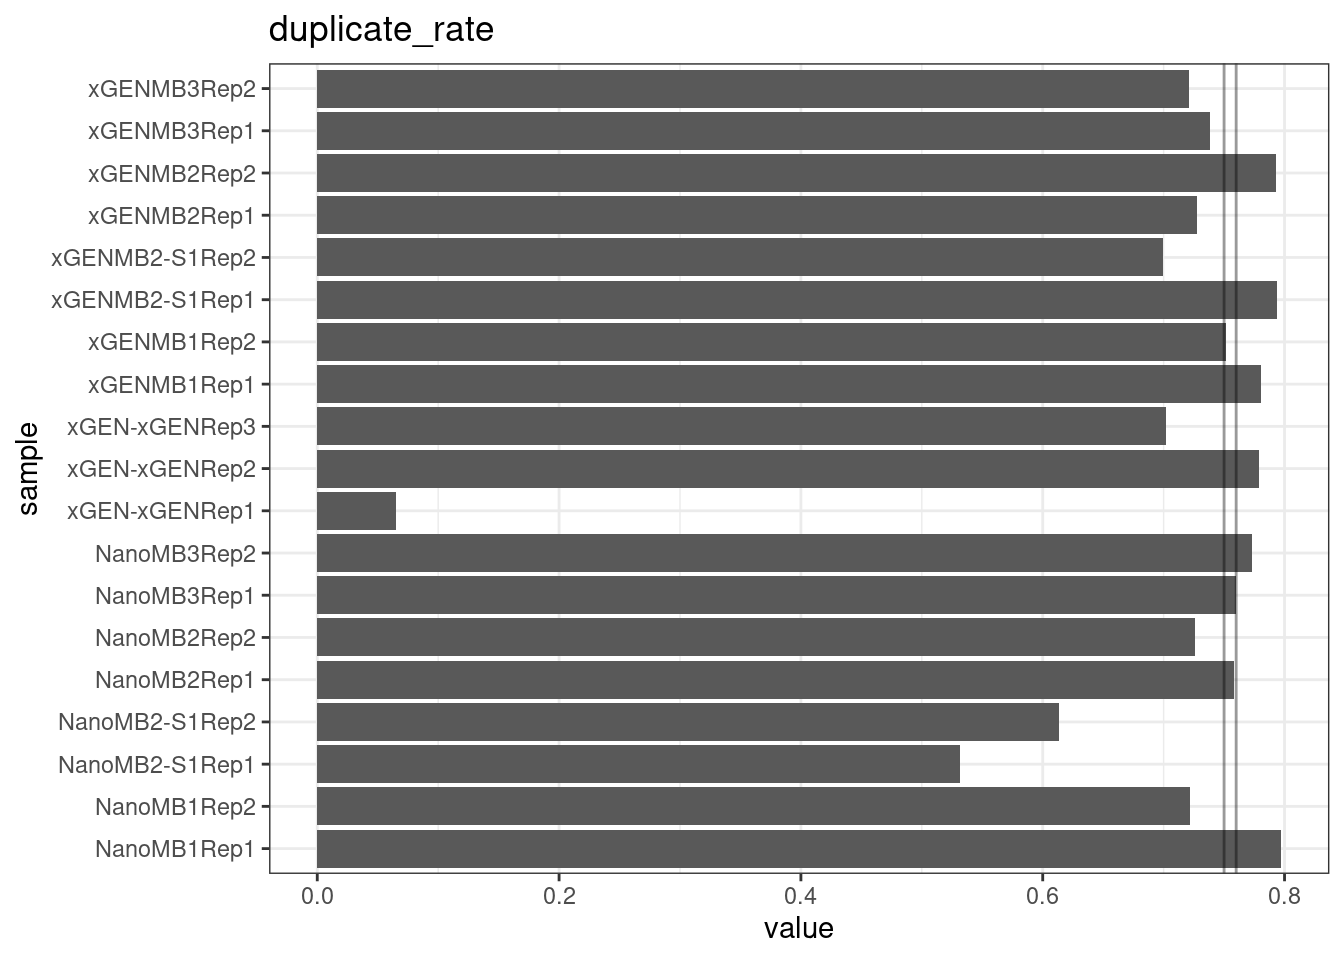 duplicate_rate
xGENMB3Rep2
xGENMB3Rep1
xGENMB2Rep2
xGENMB2Rep1
xGENMB2-S1Rep2
xGENMB2-S1Rep1
xGENMB1Rep2
xGENMB1Rep1
xGEN-xGENRep3
xGEN-xGENRep2
xGEN-xGENRep1
NanoMB3Rep2
NanoMB3Rep1
NanoMB2Rep2
NanoMB2Rep1
NanoMB2-S1Rep2
NanoMB2-S1Rep1
NanoMB1Rep2
NanoMB1Rep1
sample
0.0 0.2 0.4 0.6 0.8
value